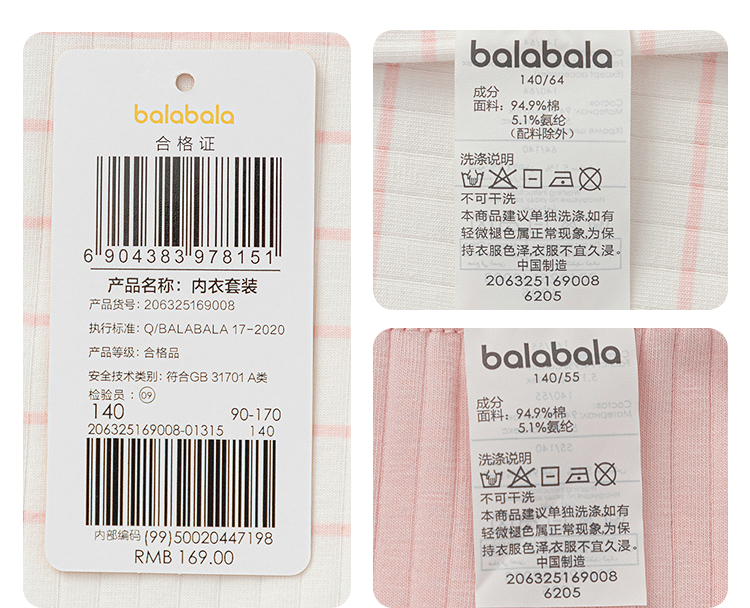 balabala
合格证
6 904383 978151
产品名称：内衣套装
产品货号：206325169008
执行标准：Q/BALABALA 17-2020
产品等级：合格品
安全技术类别：符合GB 31701 A类
检验员：09
140 90-170
206325169008-01315 140
内部编码 (99)50020447198
RMB 169.00
balabala
140/64
成分
面料：94.9%棉
5.1%氨纶
(配料除外)
洗涤说明
不可干洗
本商品建议单独洗涤,如有
轻微褪色属正常现象,为保
持衣服色泽,衣服不宜久浸。
中国制造
206325169008
6205
balabala
140/55
成分
面料：94.9%棉
5.1%氨纶
洗涤说明
不可干洗
本商品建议单独洗涤,如有
轻微褪色属正常现象,为保
持衣服色泽,衣服不宜久浸。
中国制造
206325169008
6205